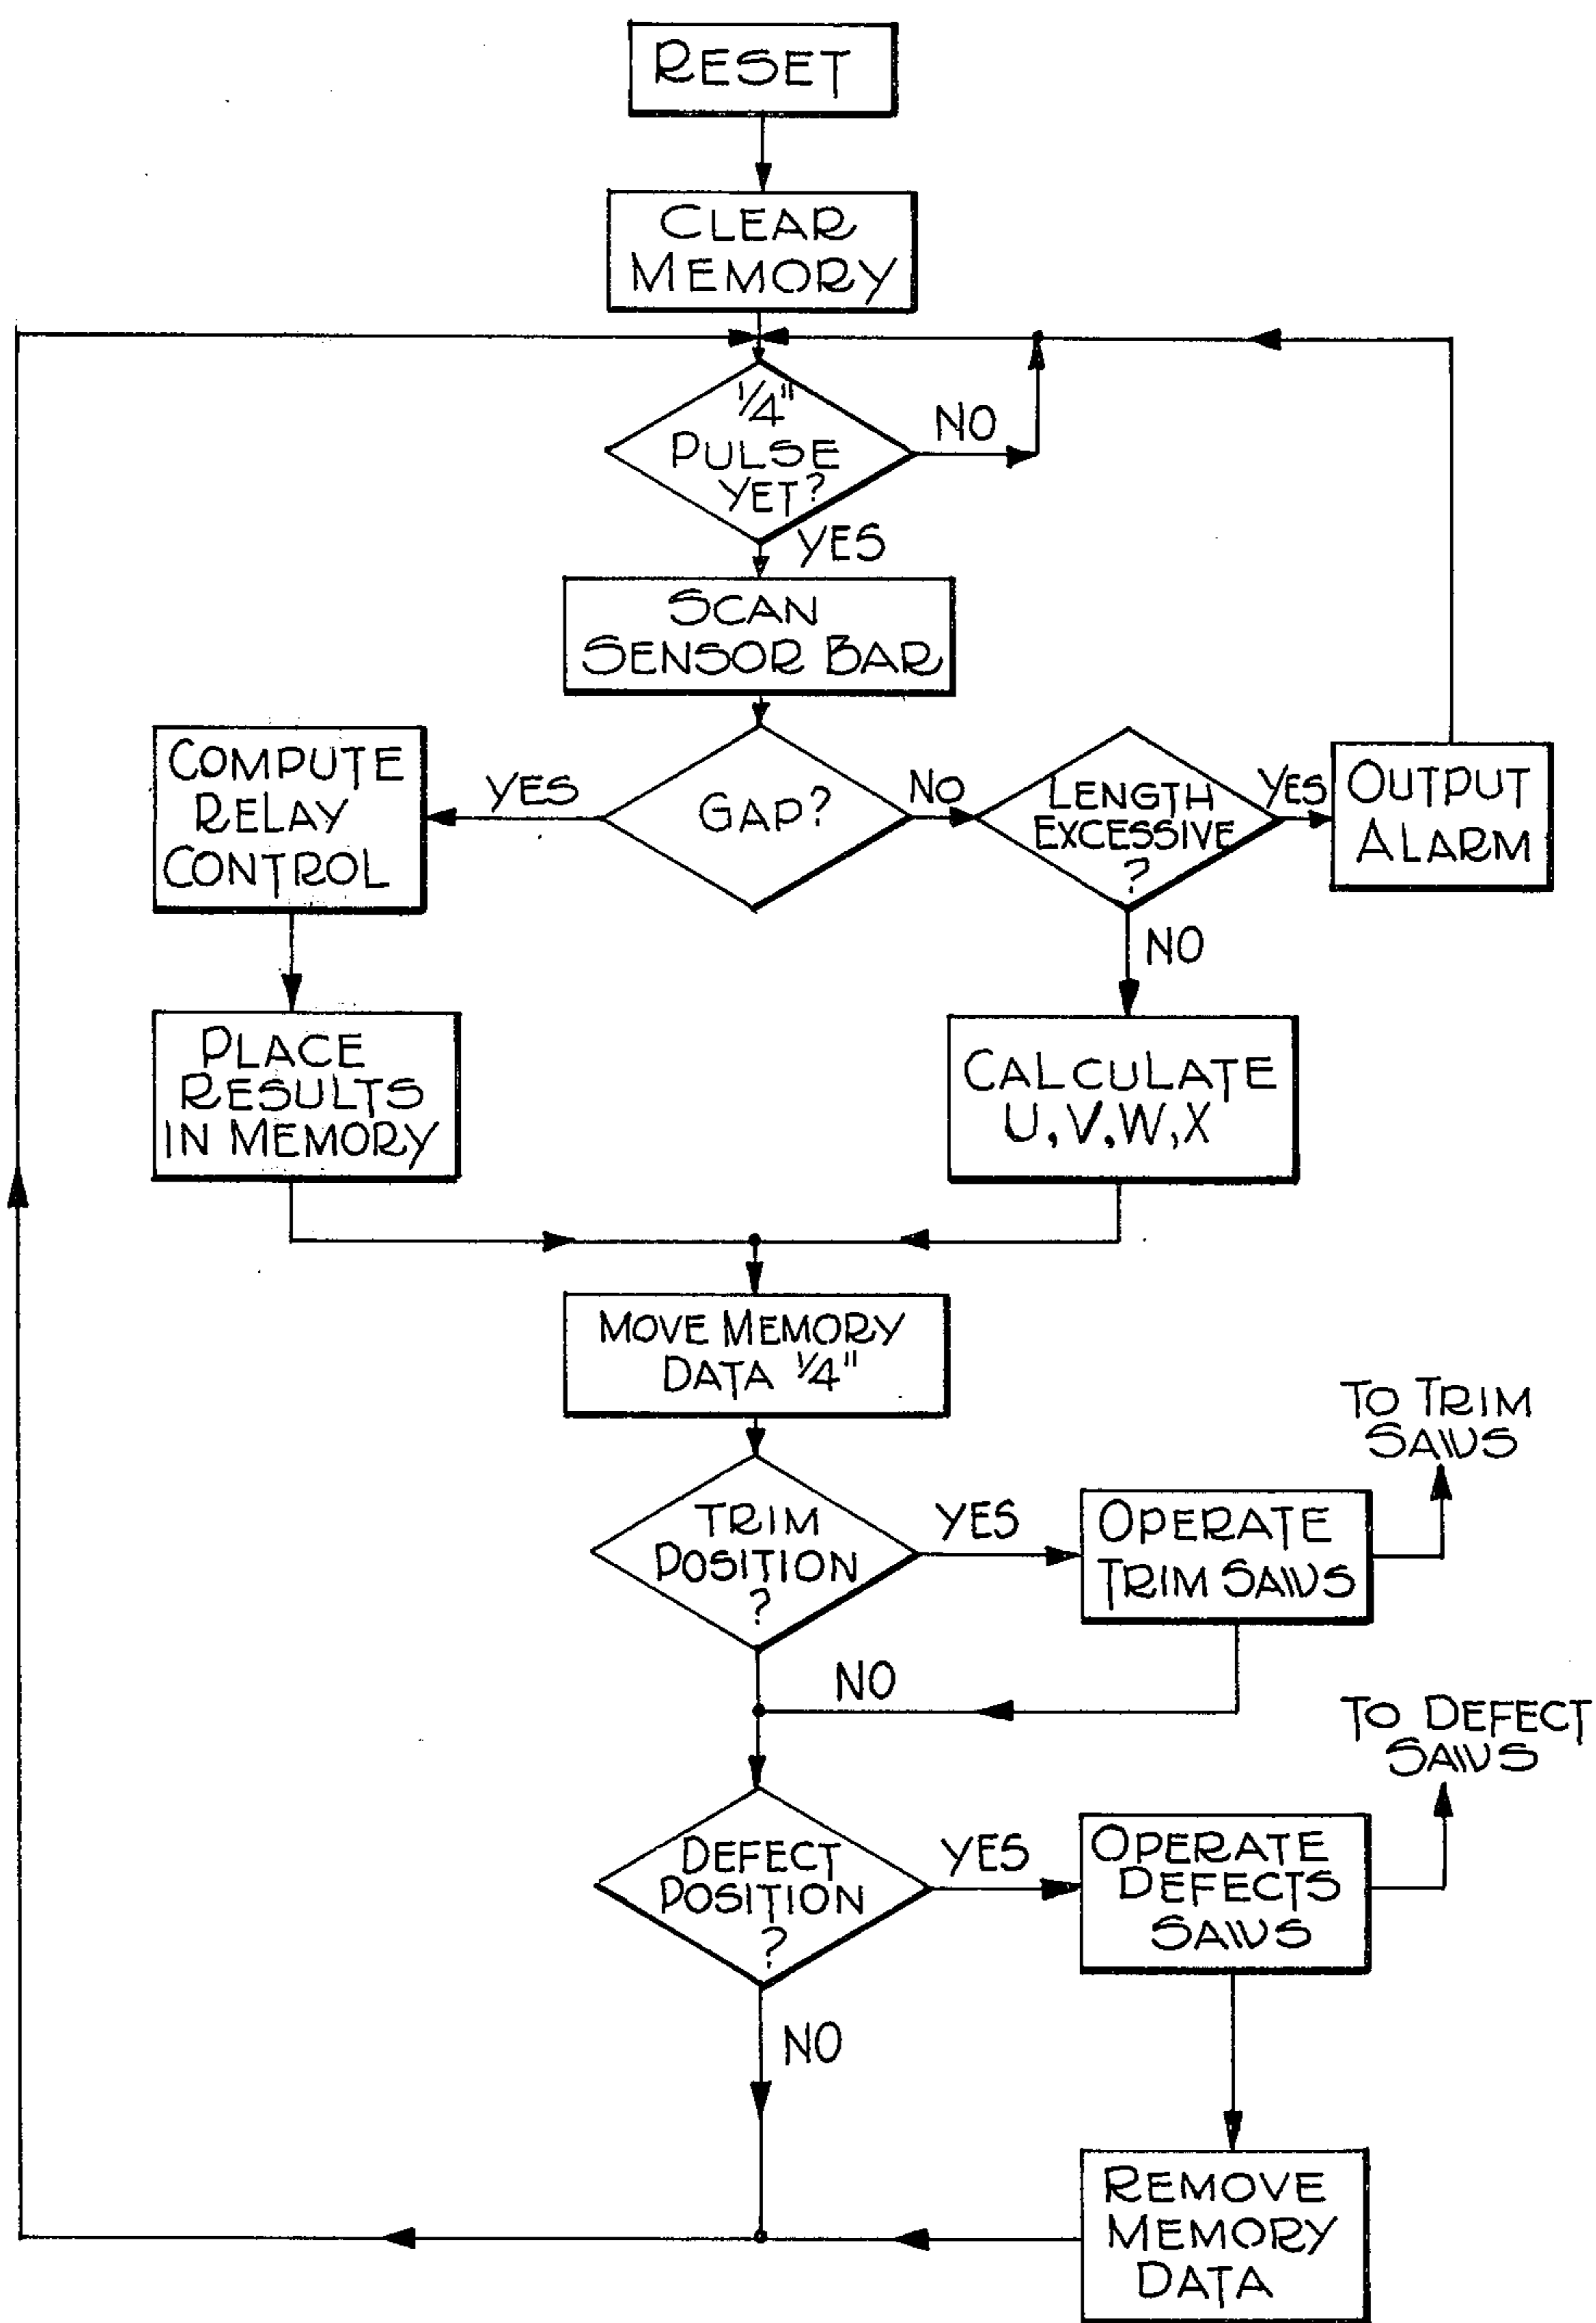 RESET
CLEAR
MEMORY
1/4"
PULSE
YET?
NO
YES
SCAN
SENSOR BAR
COMPUTE
RELAY
CONTROL
YES
GAP?
NO
LENGTH
EXCESSIVE
?
YES
OUTPUT
ALARM
NO
PLACE
RESULTS
IN MEMORY
CALCULATE
U, V, W, X
MOVE MEMORY
DATA 1/4"
TRIM
POSITION
?
YES
OPERATE
TRIM SAWS
TO TRIM
SAWS
NO
DEFECT
POSITION
?
YES
OPERATE
DEFECTS
SAWS
TO DEFECT
SAWS
NO
REMOVE
MEMORY
DATA